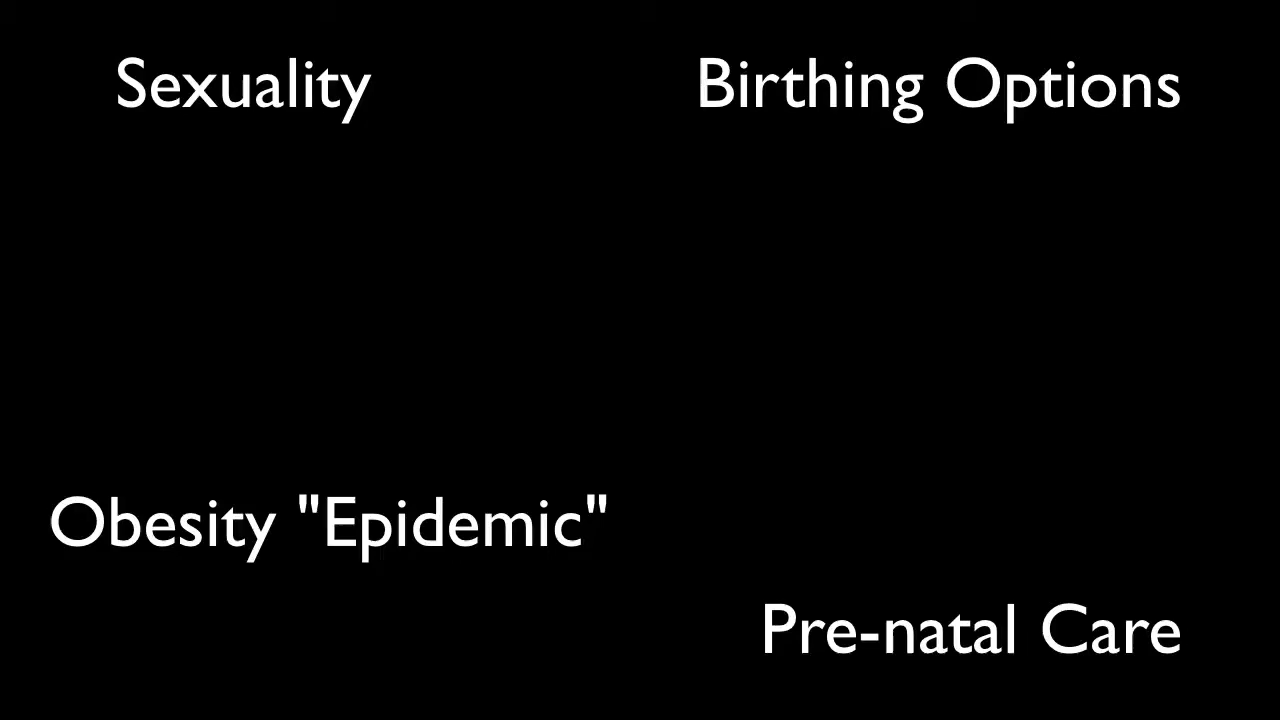 Sexuality
Birthing Options
Obesity "Epidemic"
Pre-natal Care